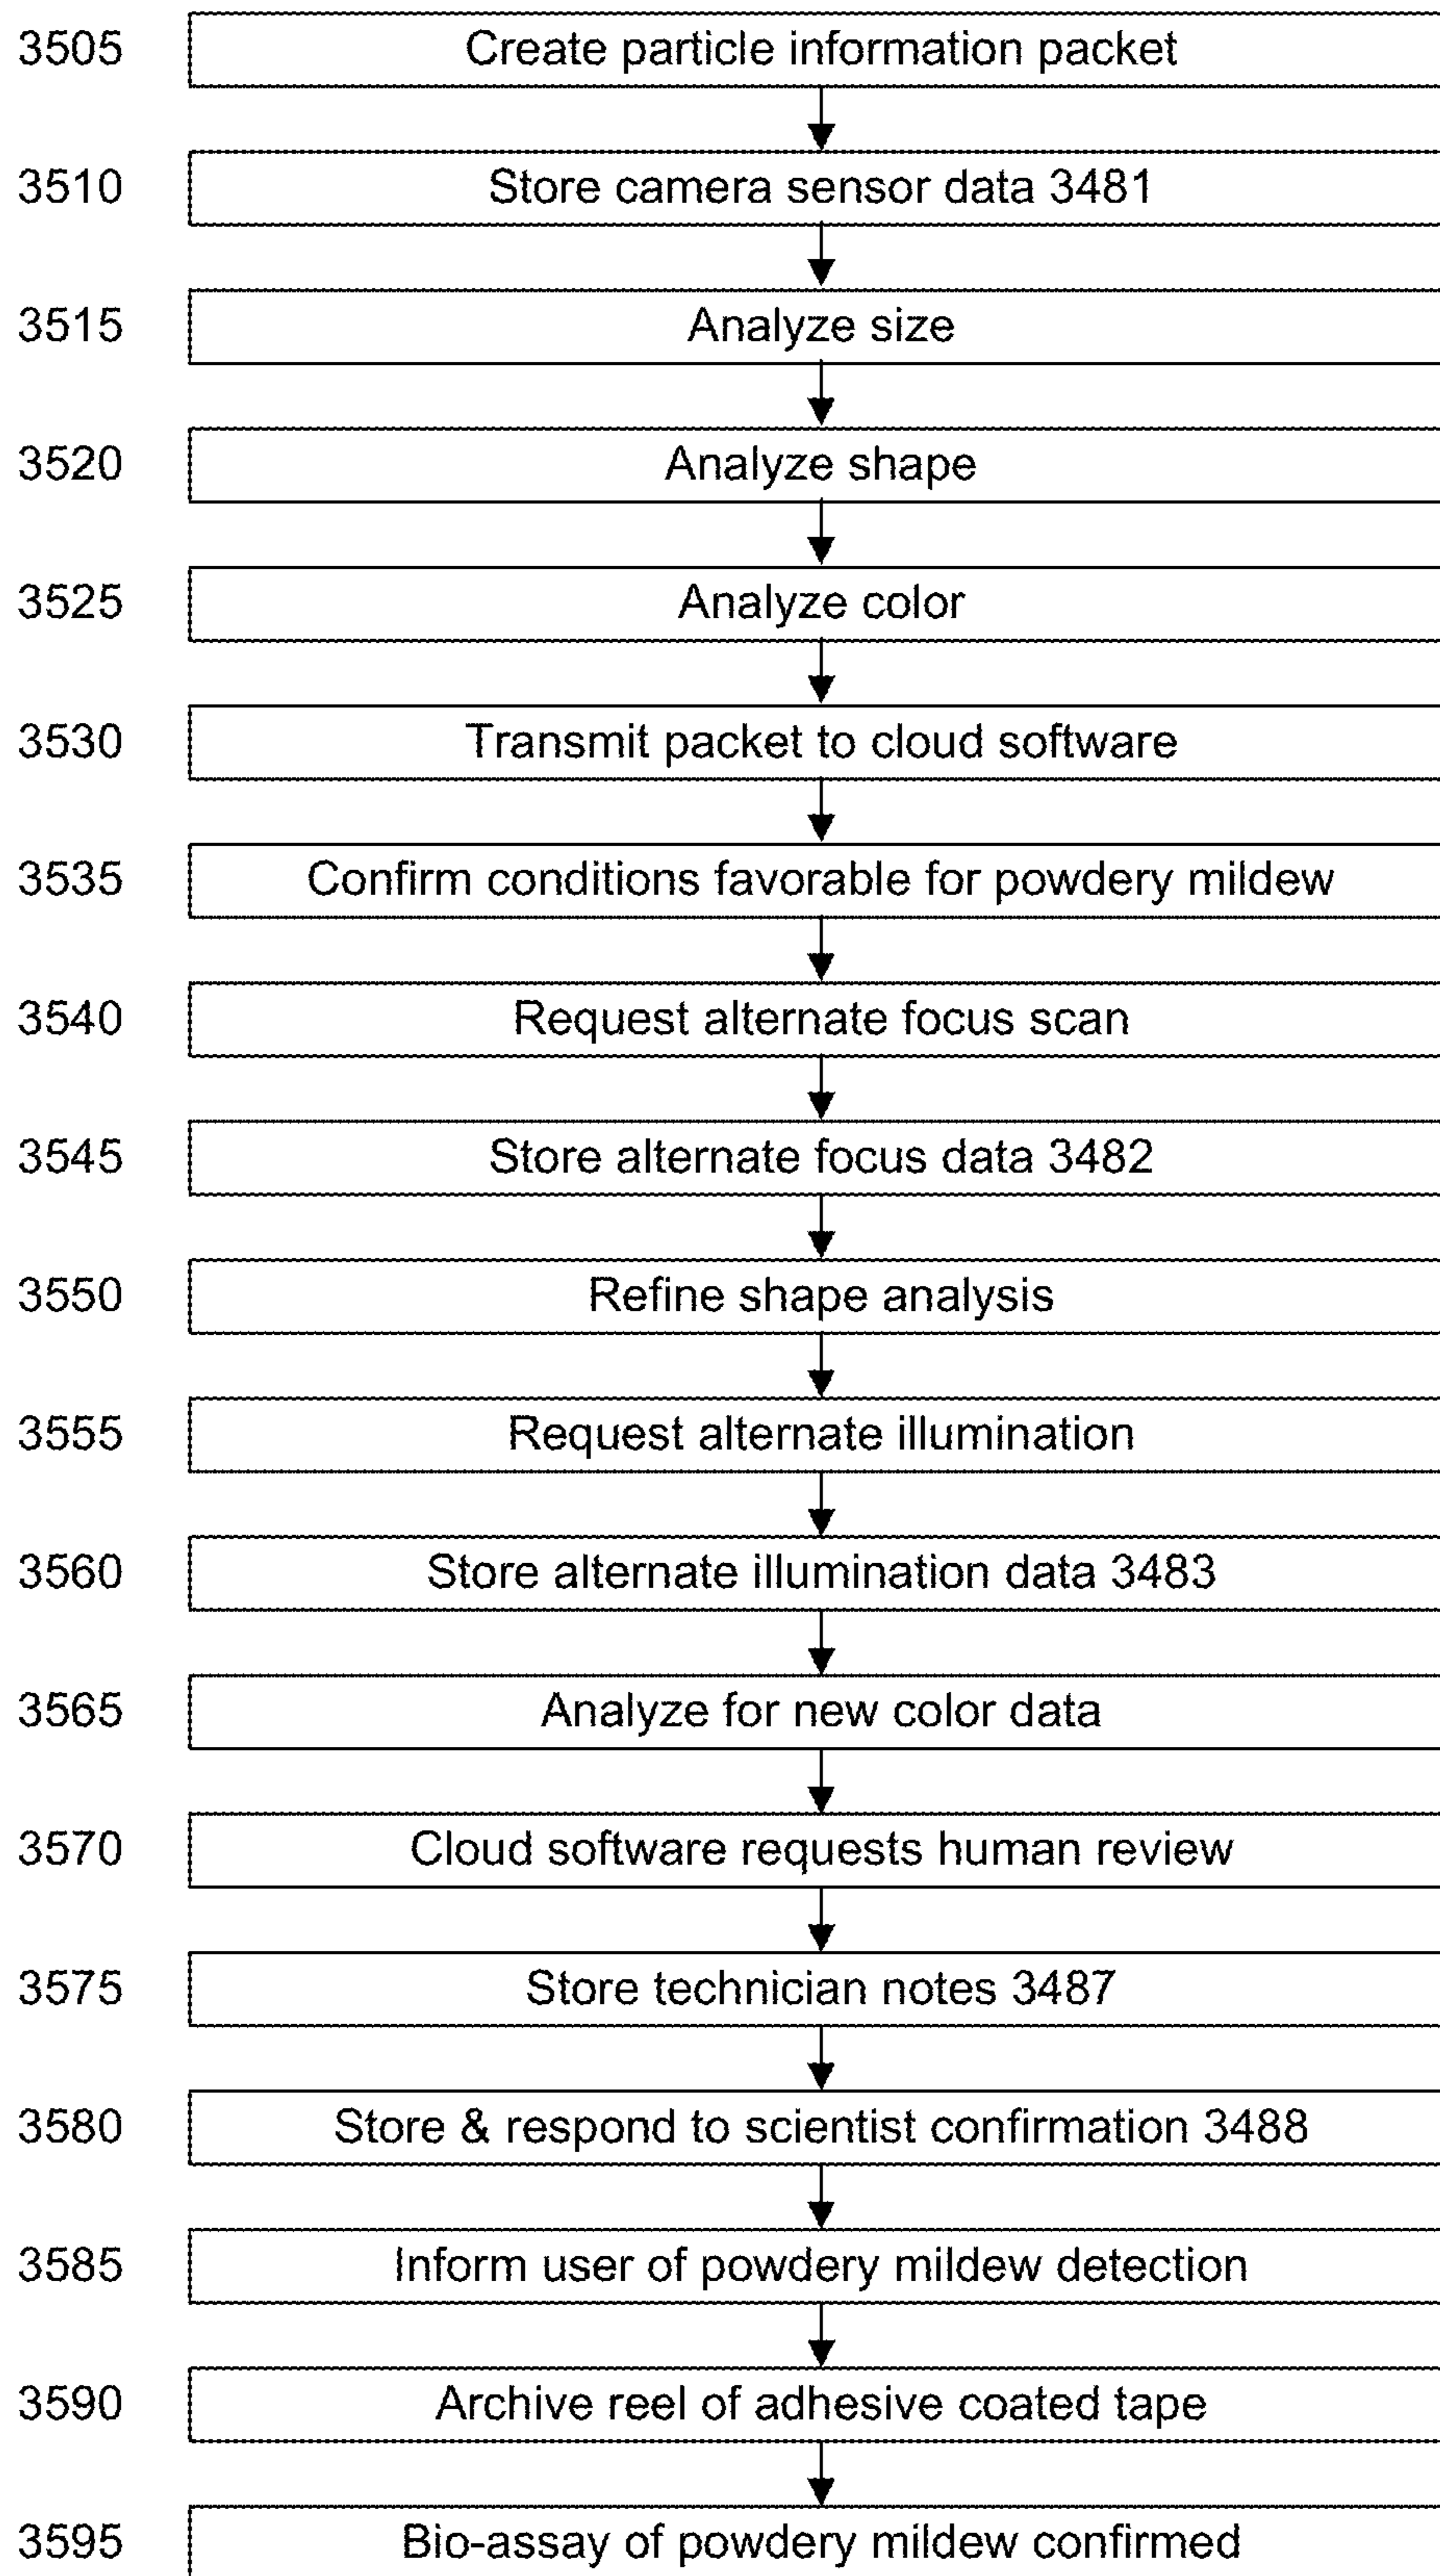 3505 Create particle information packet
3510 Store camera sensor data 3481
3515 Analyze size
3520 Analyze shape
3525 Analyze color
3530 Transmit packet to cloud software
3535 Confirm conditions favorable for powdery mildew
3540 Request alternate focus scan
3545 Store alternate focus data 3482
3550 Refine shape analysis
3555 Request alternate illumination
3560 Store alternate illumination data 3483
3565 Analyze for new color data
3570 Cloud software requests human review
3575 Store technician notes 3487
3580 Store & respond to scientist confirmation 3488
3585 Inform user of powdery mildew detection
3590 Archive reel of adhesive coated tape
3595 Bio-assay of powdery mildew confirmed